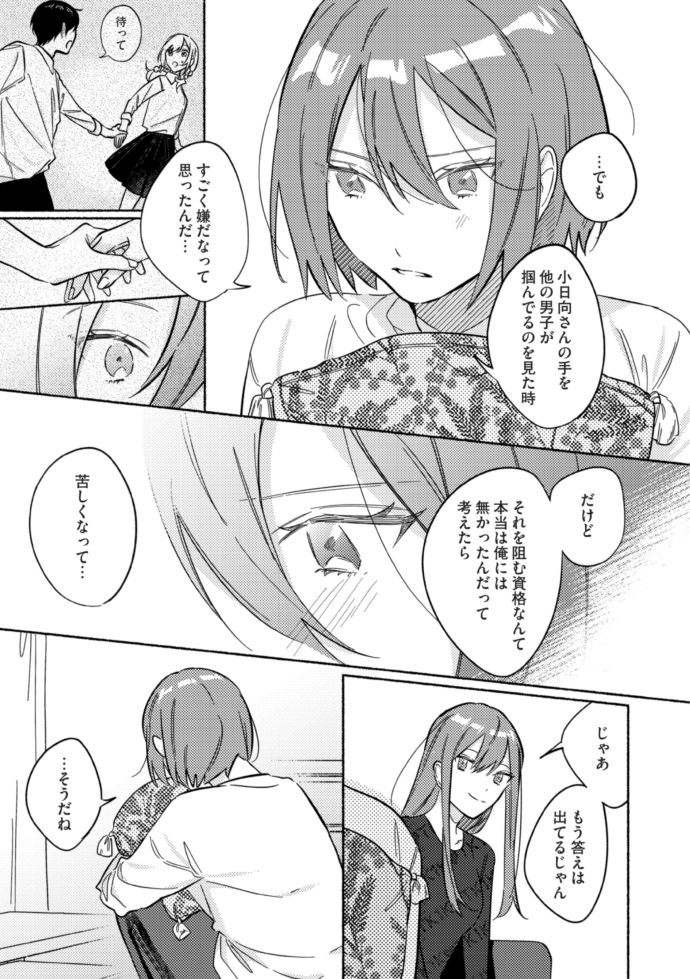 …でも
小日向さんの手を
他の男子が
掴んでるのを見た時
待って
すごく嫌だなって
思ったんだ…
だけど
それを阻む資格なんて
本当は俺には
無かったんだって
考えたら
苦しくなって…
じゃあ
もう答えは
出てるじゃん
…そうだね